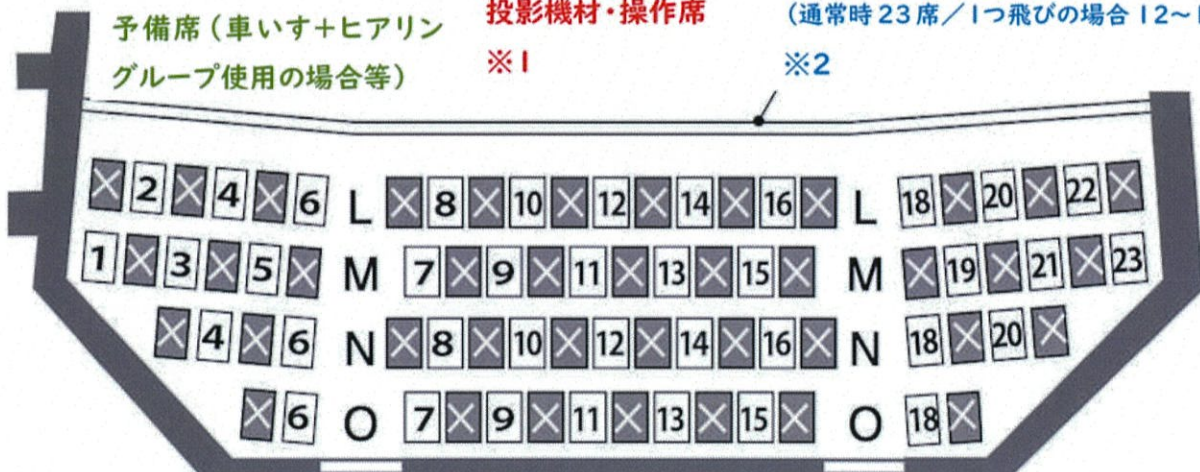 予備席（車いす＋ヒアリン
グループ使用の場合等）
投影機材・操作席
※1
（通常時23席／1つ飛びの場合12～
※2
2 4 6 L 8 10 12 14 16 L 18 20 22
1 3 5 M 7 9 11 13 15 M 19 21 23
4 6 N 8 10 12 14 16 N 18 20
6 O 7 9 11 13 15 O 18